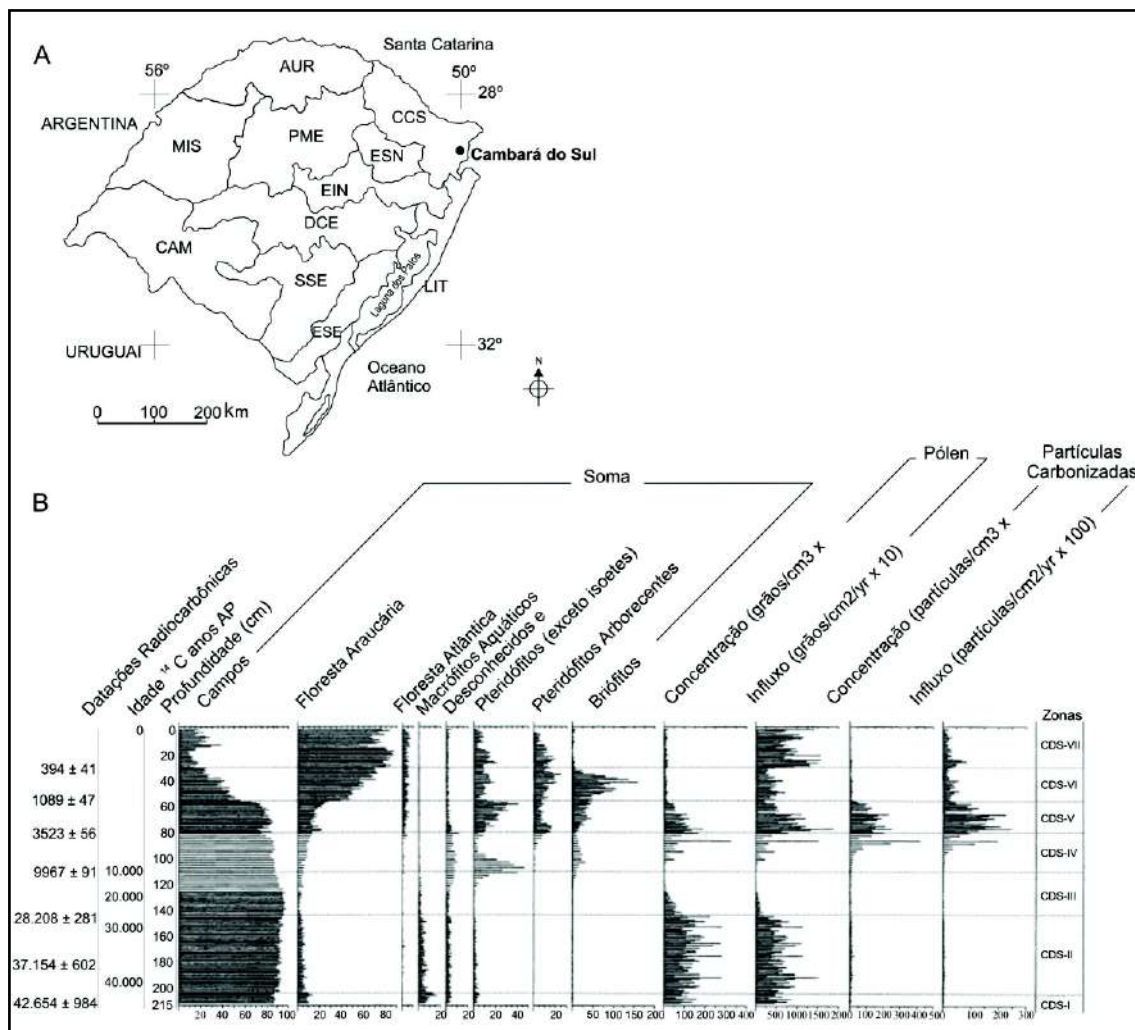 A
Santa Catarina
56º
50º
28º
AUR
ARGENTINA
CCS
MIS
PME
ESN
Cambará do Sul
EIN
DCE
CAM
SSE
Laguna dos Patos
LIT
ESE
URUGUAI
32º
Oceano
Atlântico
N
0 100 200 km
B
Soma
Pólen
Partículas
Carbonizadas
Datações Radiocarbônicas
Idade ¹⁴ C anos AP
Profundidade (cm)
Campos
Floresta Araucária
Floresta Atlântica
Macrófitos Aquáticos
Desconhecidos e
Pteridófitos (exceto isoetes)
Pteridófitos Arborecentes
Briófitos
Concentração (grãos/cm3 x
Influxo (grãos/cm2/yr x 10)
Concentração (partículas/cm3 x
Influxo (partículas/cm2/yr x 100)
Zonas
0 0
20 CDS-VII
394 ± 41
40 CDS-VI
1089 ± 47 60
CDS-V
3523 ± 56 80
100 CDS-IV
9967 ± 91 10.000
120
20.000 CDS-III
140
28.208 ± 281
30.000
160
CDS-II
37.154 ± 602 180
40.000
200
42.654 ± 984 215 CDS-I
20 40 60 80 100 20 40 60 80 20 20 20 20 40 20 50 100 150 200 100 200 300 400 500 1000 1500 2000 100 200 300 400 500 100 200 300